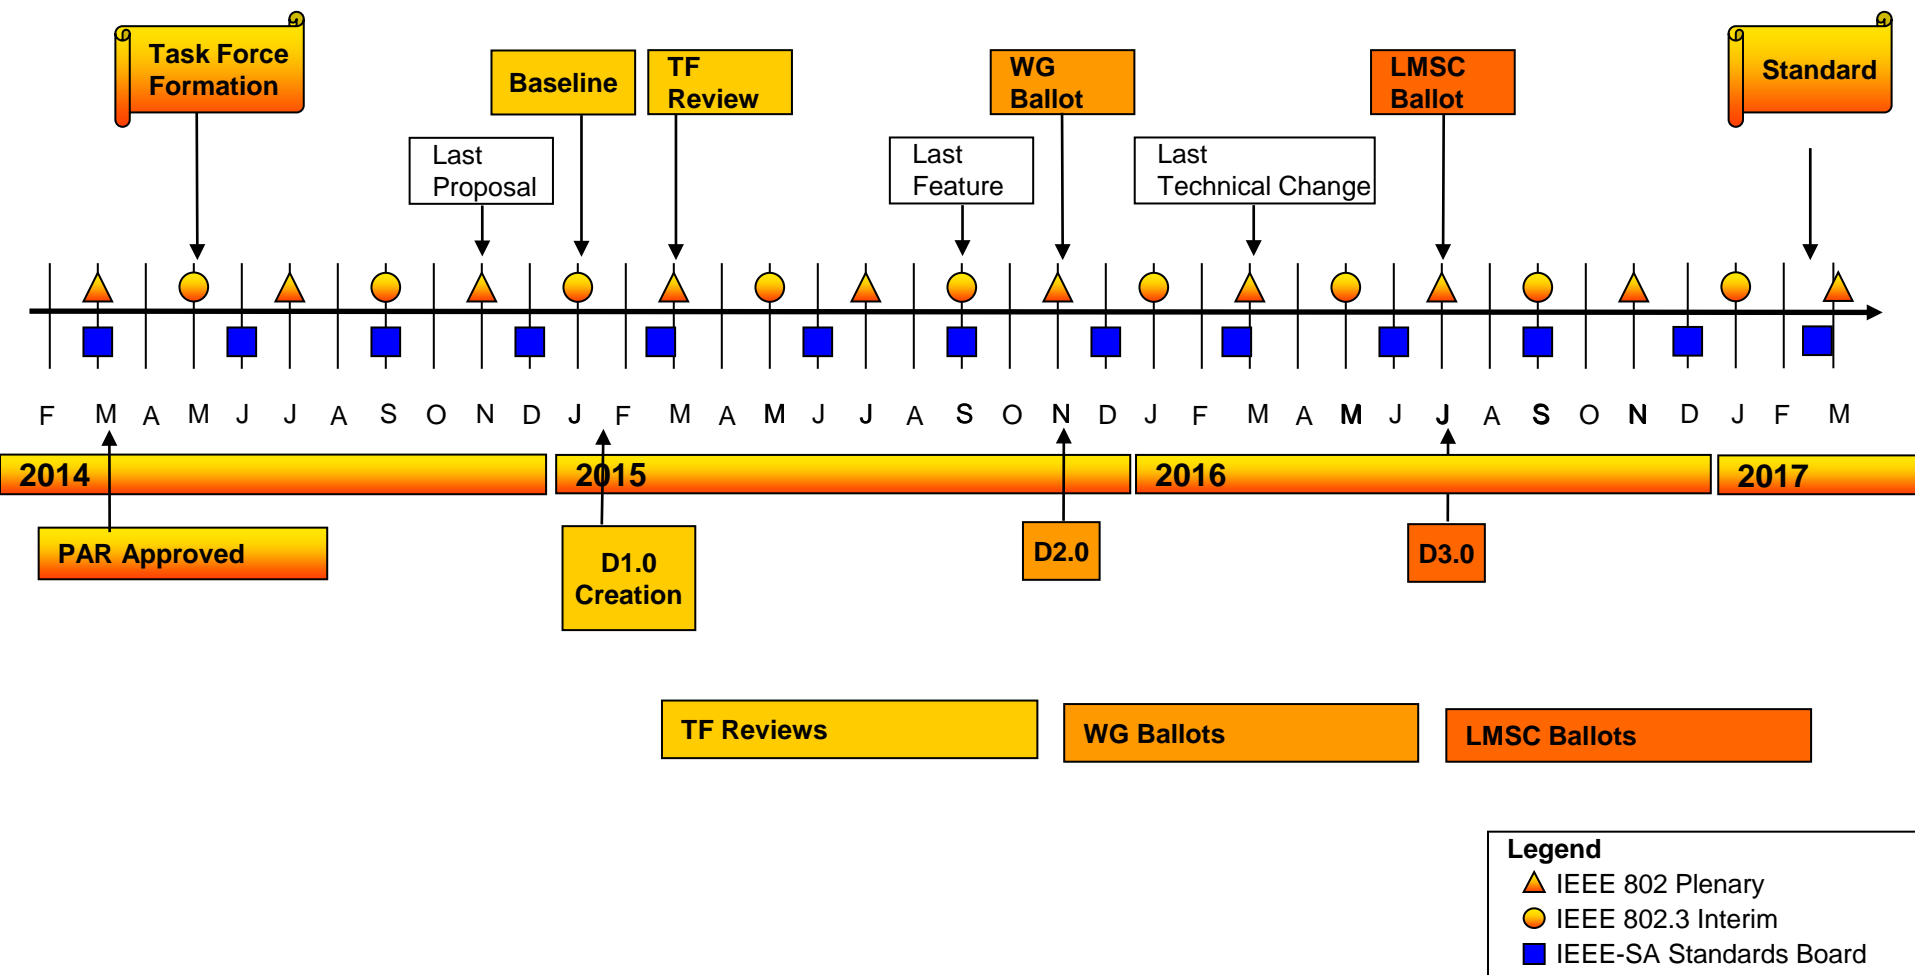 Task Force
Formation
Baseline
TF
Review
WG
Ballot
LMSC
Ballot
Standard
Last
Proposal
Last
Feature
Last
Technical Change
F M A M J J A S O N D J F M A M J J A S O N D J F M A M J J A S O N D J F M
2014
2015
2016
2017
PAR Approved
D1.0
Creation
D2.0
D3.0
TF Reviews
WG Ballots
LMSC Ballots
Legend
IEEE 802 Plenary
IEEE 802.3 Interim
IEEE-SA Standards Board